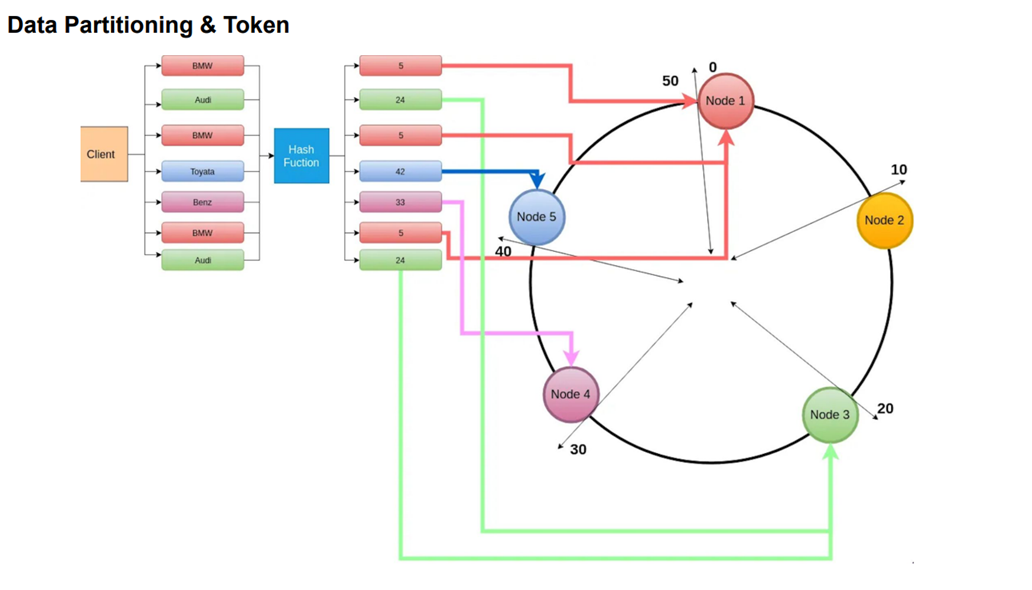 Data Partitioning & Token
Client
BMW
Audi
BMW
Toyata
Benz
BMW
Audi
Hash
Fuction
5
24
5
42
33
5
24
0
50
Node 1
10
Node 2
Node 5
40
Node 4
30
Node 3
20